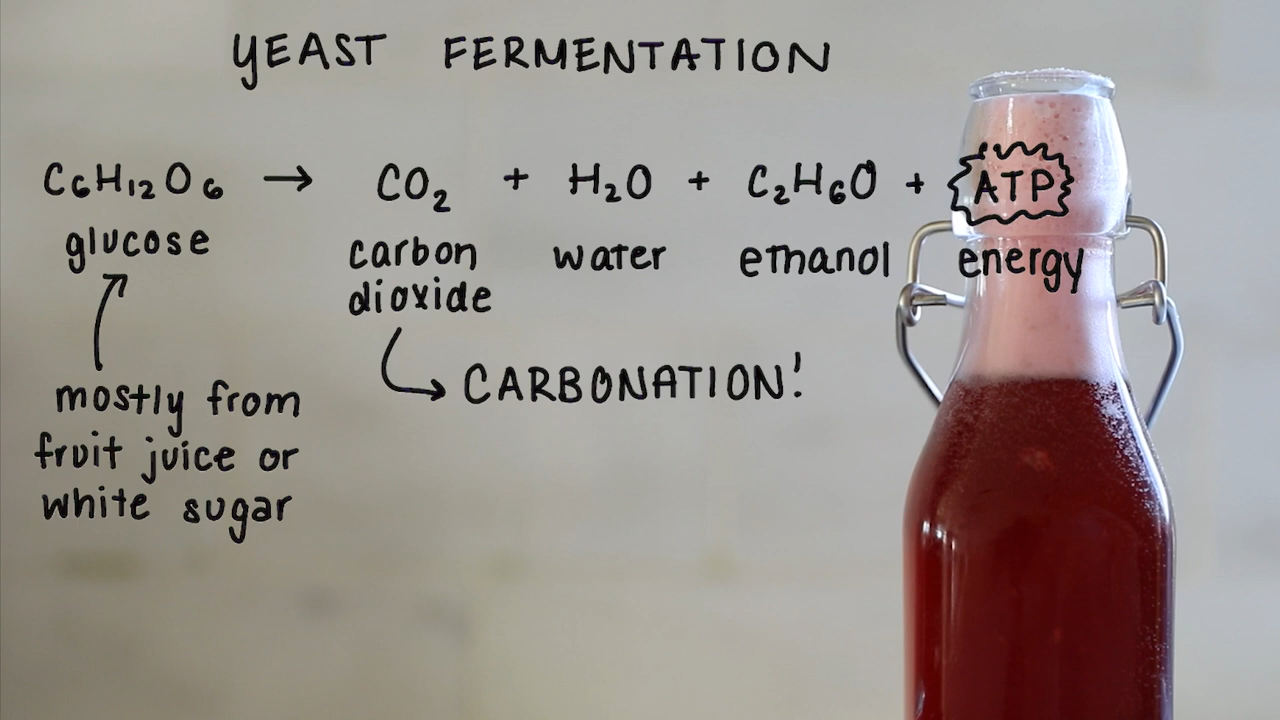 YEAST FERMENTATION
C₆H₁₂O₆ → CO₂ + H₂O + C₂H₆O + ATP
glucose carbon dioxide water ethanol energy
CARBONATION!
mostly from
fruit juice or
white sugar